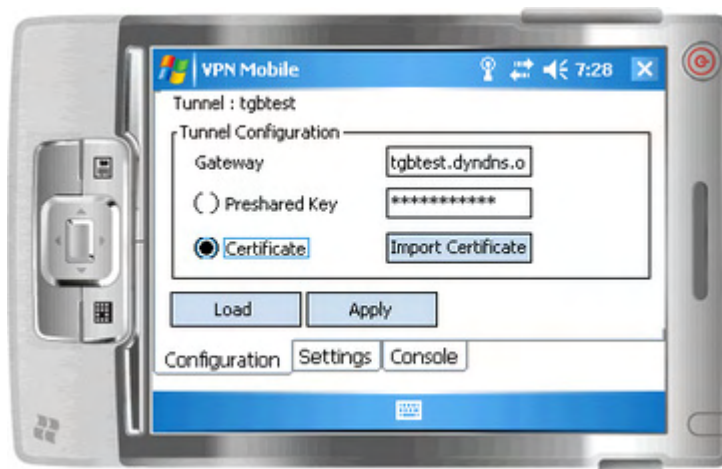 VPN Mobile 7:28
Tunnel : tgbtest
Tunnel Configuration
Gateway tgbtest.dyndns.o
Preshared Key ***********
Certificate Import Certificate
Load Apply
Configuration Settings Console